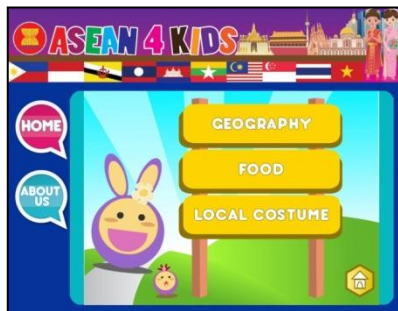 ASEAN 4 KIDS
HOME
ABOUT
US
GEOGRAPHY
FOOD
LOCAL COSTUME